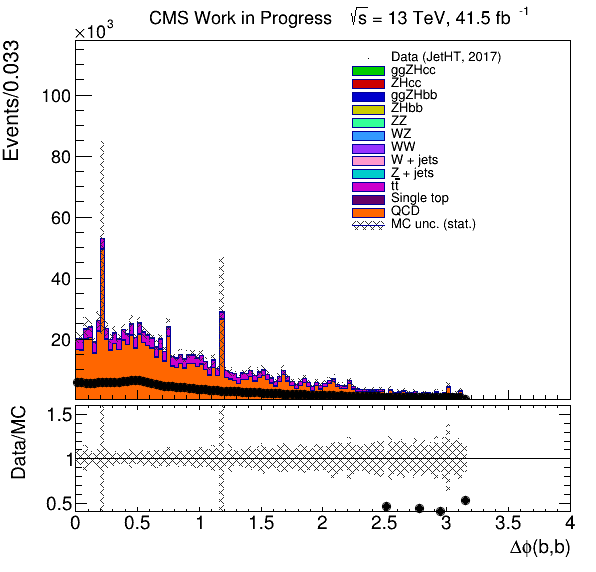 CMS Work in Progress √s = 13 TeV, 41.5 fb⁻¹
×10³
Events/0.033
100
80
60
40
20
Data (JetHT, 2017)
ggZHcc
ZHcc
ggZHbb
ZHbb
ZZ
WZ
WW
W + jets
Z + jets
tt̄
Single top
QCD
MC unc. (stat.)
Data/MC
1.5
1
0.5
0 0.5 1 1.5 2 2.5 3 3.5 4
Δϕ(b,b)